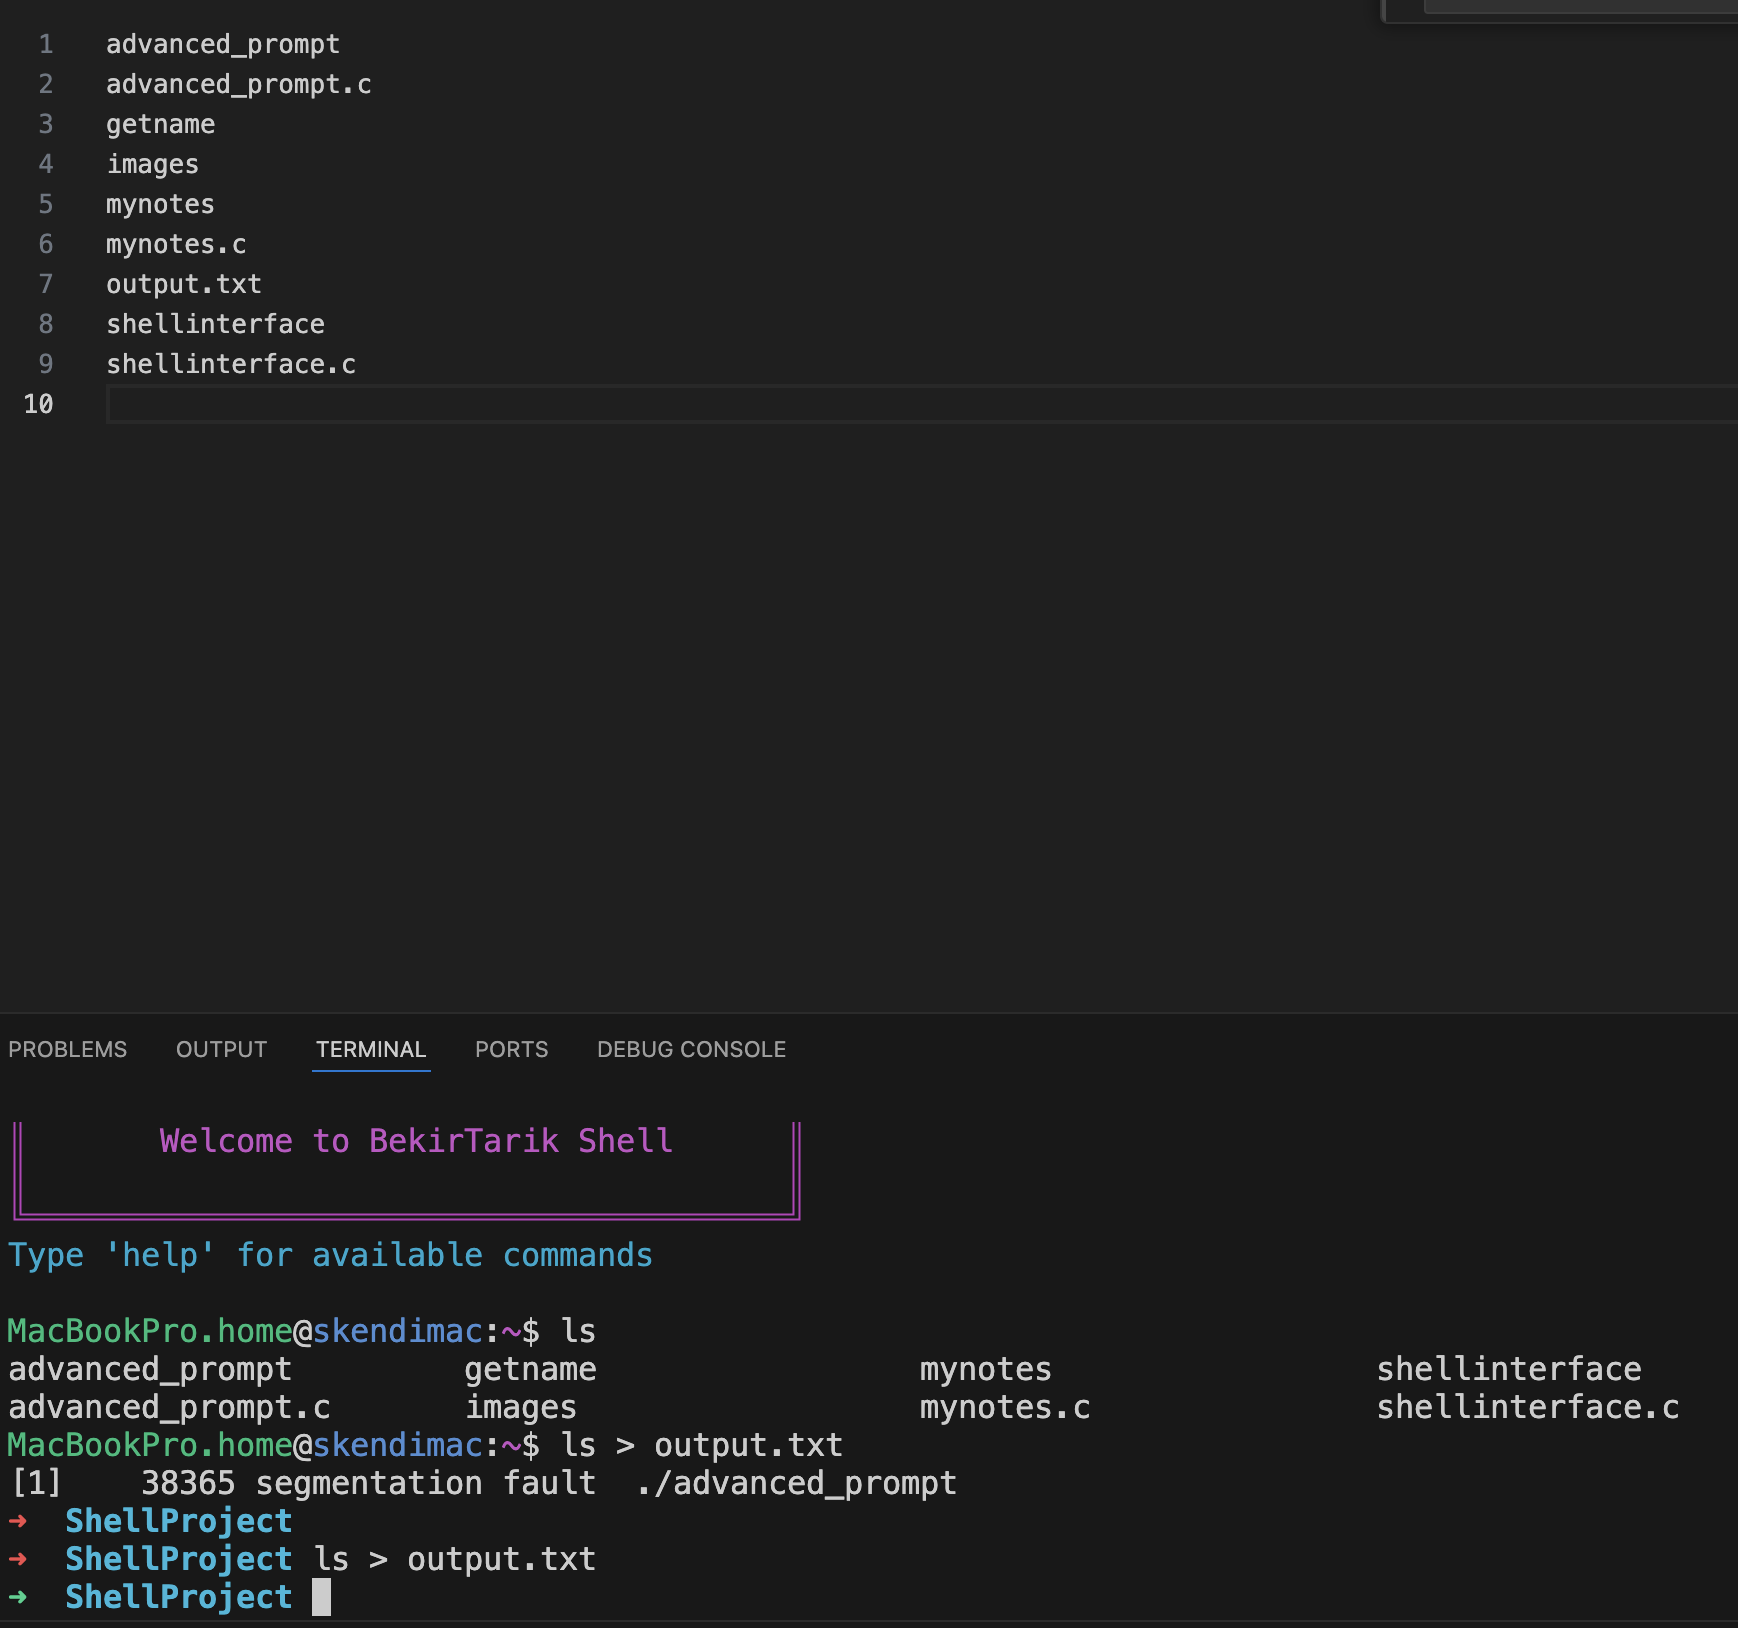 1 advanced_prompt
2 advanced_prompt.c
3 getname
4 images
5 mynotes
6 mynotes.c
7 output.txt
8 shellinterface
9 shellinterface.c
10
PROBLEMS OUTPUT TERMINAL PORTS DEBUG CONSOLE
Welcome to BekirTarik Shell
Type 'help' for available commands
MacBookPro.home@skendimac:~$ ls
advanced_prompt getname mynotes shellinterface
advanced_prompt.c images mynotes.c shellinterface.c
MacBookPro.home@skendimac:~$ ls > output.txt
[1] 38365 segmentation fault ./advanced_prompt
➜ ShellProject
➜ ShellProject ls > output.txt
➜ ShellProject